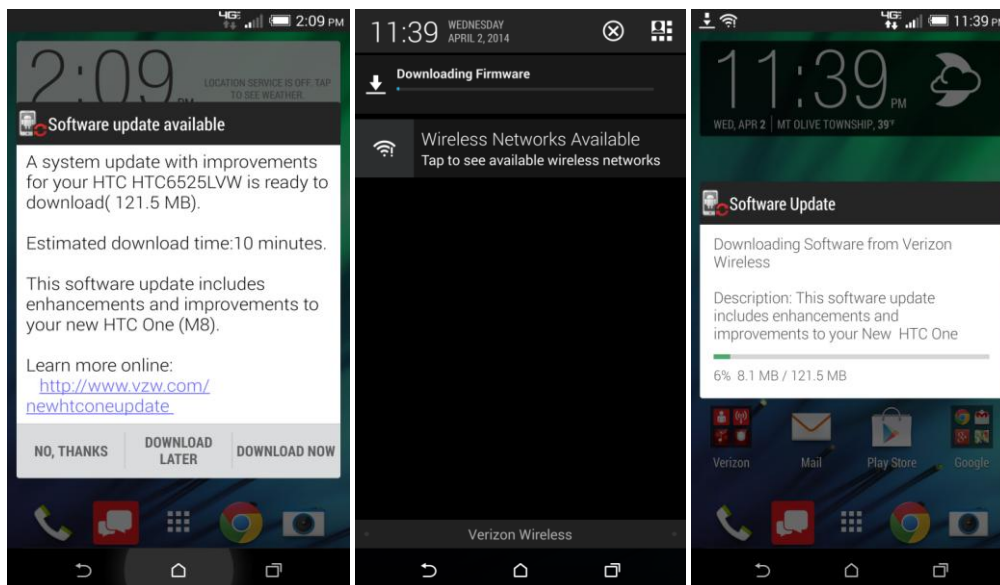 4G
2:09 PM
2:09 PM
LOCATION SERVICE IS OFF. TAP
TO SEE WEATHER.
Software update available
A system update with improvements
for your HTC HTC6525LVW is ready to
download( 121.5 MB).
Estimated download time:10 minutes.
This software update includes
enhancements and improvements to
your new HTC One (M8).
Learn more online:
http://www.vzw.com/
newhtconeupdate
NO, THANKS
DOWNLOAD
LATER
DOWNLOAD NOW
11:39
WEDNESDAY
APRIL 2, 2014
Downloading Firmware
Wireless Networks Available
Tap to see available wireless networks
Verizon Wireless
4G
11:39 PM
11:39 PM
WED, APR 2 | MT OLIVE TOWNSHIP, 39°
Software Update
Downloading Software from Verizon
Wireless
Description: This software update
includes enhancements and
improvements to your New HTC One
6% 8.1 MB / 121.5 MB
Verizon
Mail
Play Store
Google